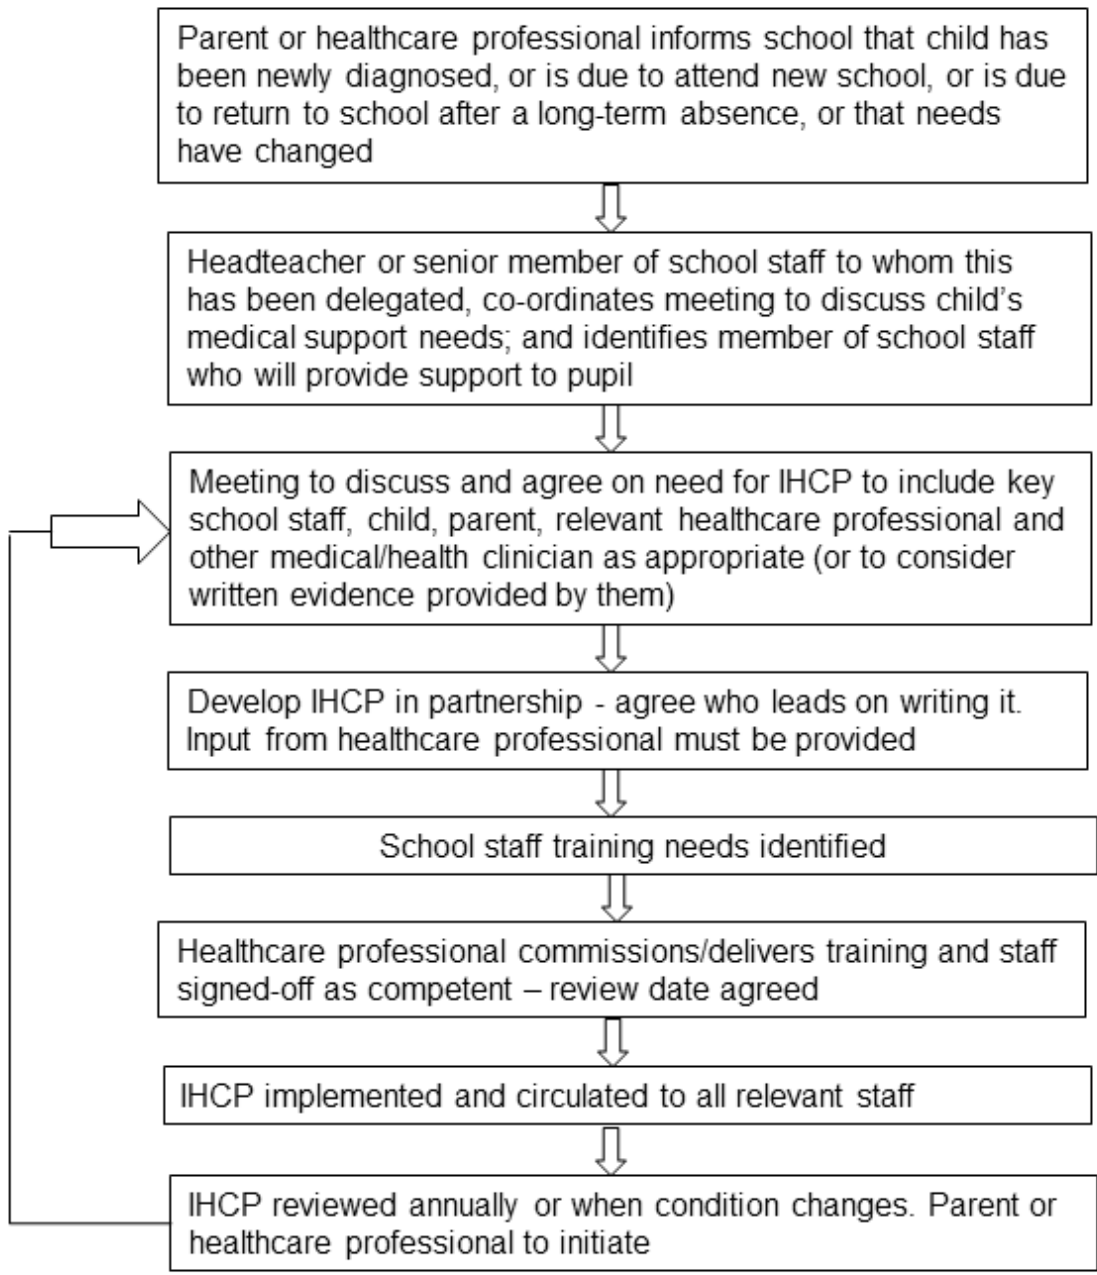 Parent or healthcare professional informs school that child has
been newly diagnosed, or is due to attend new school, or is due
to return to school after a long-term absence, or that needs
have changed
Headteacher or senior member of school staff to whom this
has been delegated, co-ordinates meeting to discuss child's
medical support needs; and identifies member of school staff
who will provide support to pupil
Meeting to discuss and agree on need for IHCP to include key
school staff, child, parent, relevant healthcare professional and
other medical/health clinician as appropriate (or to consider
written evidence provided by them)
Develop IHCP in partnership - agree who leads on writing it.
Input from healthcare professional must be provided
School staff training needs identified
Healthcare professional commissions/delivers training and staff
signed-off as competent – review date agreed
IHCP implemented and circulated to all relevant staff
IHCP reviewed annually or when condition changes. Parent or
healthcare professional to initiate